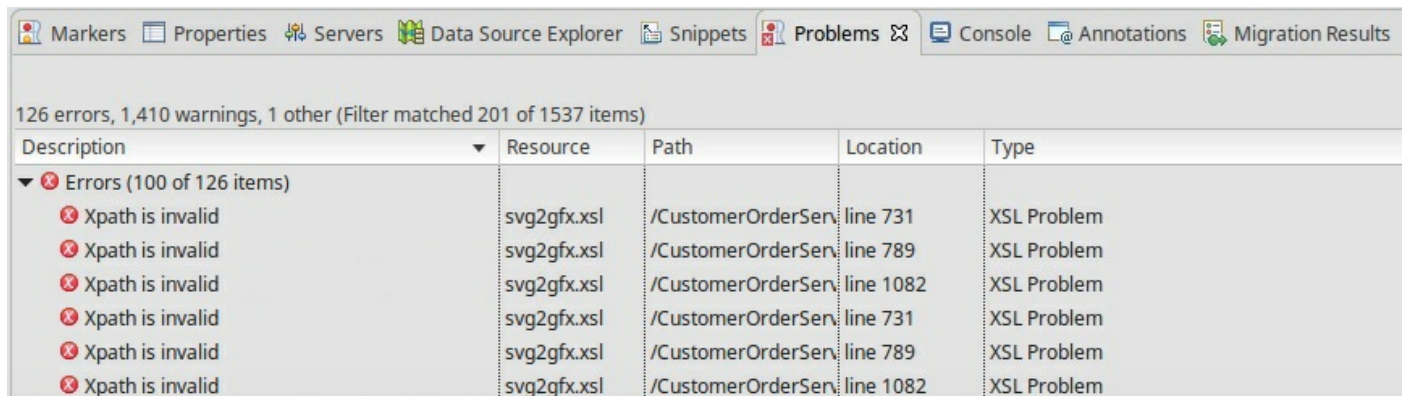 Markers Properties Servers Data Source Explorer Snippets Problems Console Annotations Migration Results
126 errors, 1,410 warnings, 1 other (Filter matched 201 of 1537 items)
Description Resource Path Location Type
Errors (100 of 126 items)
Xpath is invalid svg2gfx.xsl /CustomerOrderServ line 731 XSL Problem
Xpath is invalid svg2gfx.xsl /CustomerOrderServ line 789 XSL Problem
Xpath is invalid svg2gfx.xsl /CustomerOrderServ line 1082 XSL Problem
Xpath is invalid svg2gfx.xsl /CustomerOrderServ line 731 XSL Problem
Xpath is invalid svg2gfx.xsl /CustomerOrderServ line 789 XSL Problem
Xpath is invalid svg2gfx.xsl /CustomerOrderServ line 1082 XSL Problem